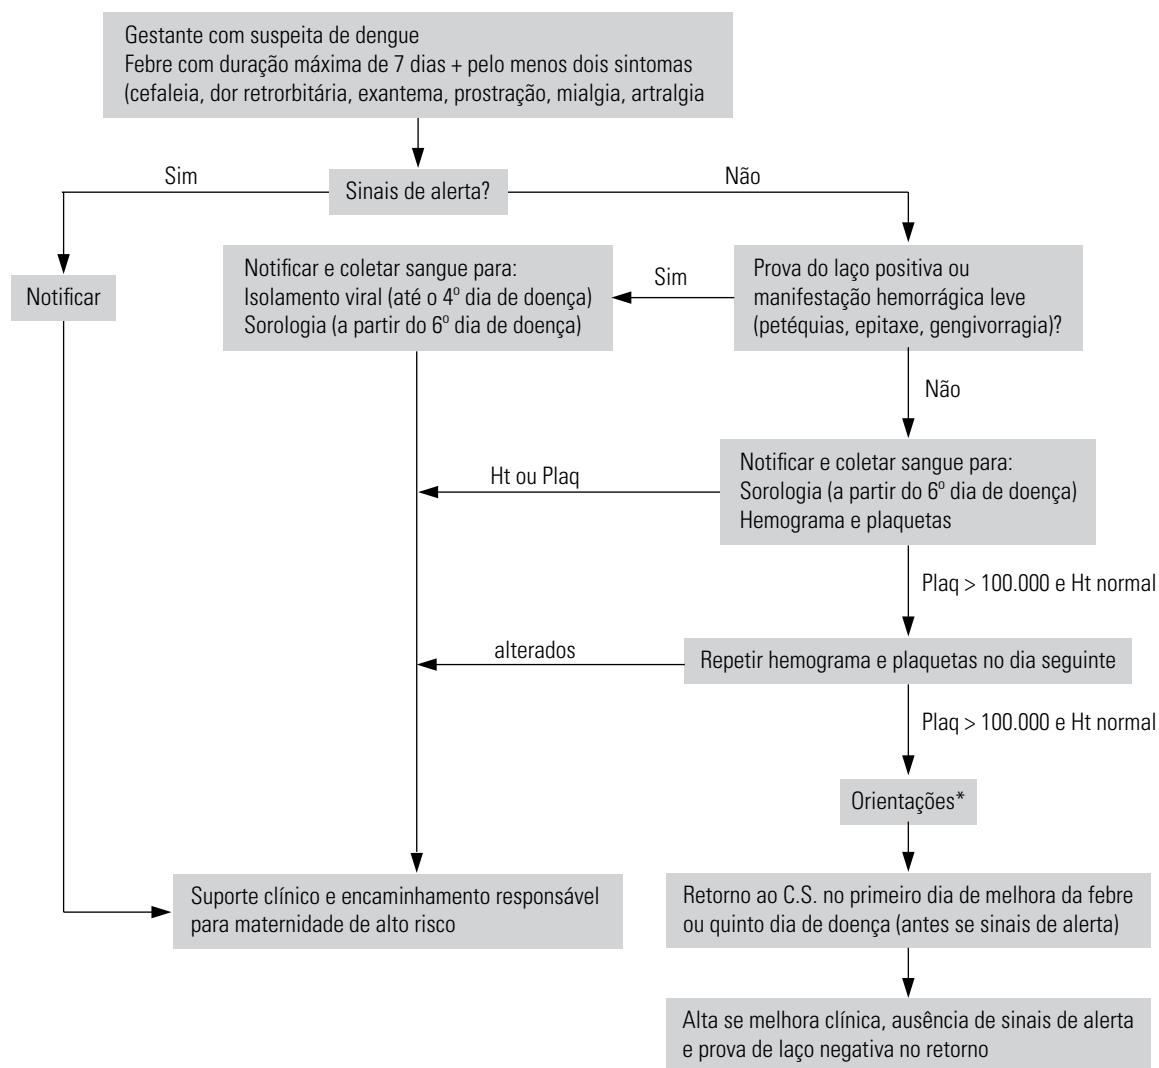 Gestante com suspeita de dengue
Febre com duração máxima de 7 dias + pelo menos dois sintomas
(cefaleia, dor retrorbitária, exantema, prostração, mialgia, artralgia
Sim
Sinais de alerta?
Não
Notificar
Notificar e coletar sangue para:
Isolamento viral (até o 4º dia de doença)
Sorologia (a partir do 6º dia de doença)
Sim
Prova do laço positiva ou
manifestação hemorrágica leve
(petéquias, epitaxe, gengivorragia)?
Não
Ht ou Plaq
Notificar e coletar sangue para:
Sorologia (a partir do 6º dia de doença)
Hemograma e plaquetas
Plaq > 100.000 e Ht normal
alterados
Repetir hemograma e plaquetas no dia seguinte
Plaq > 100.000 e Ht normal
Orientações*
Suporte clínico e encaminhamento responsável
para maternidade de alto risco
Retorno ao C.S. no primeiro dia de melhora da febre
ou quinto dia de doença (antes se sinais de alerta)
Alta se melhora clínica, ausência de sinais de alerta
e prova de laço negativa no retorno